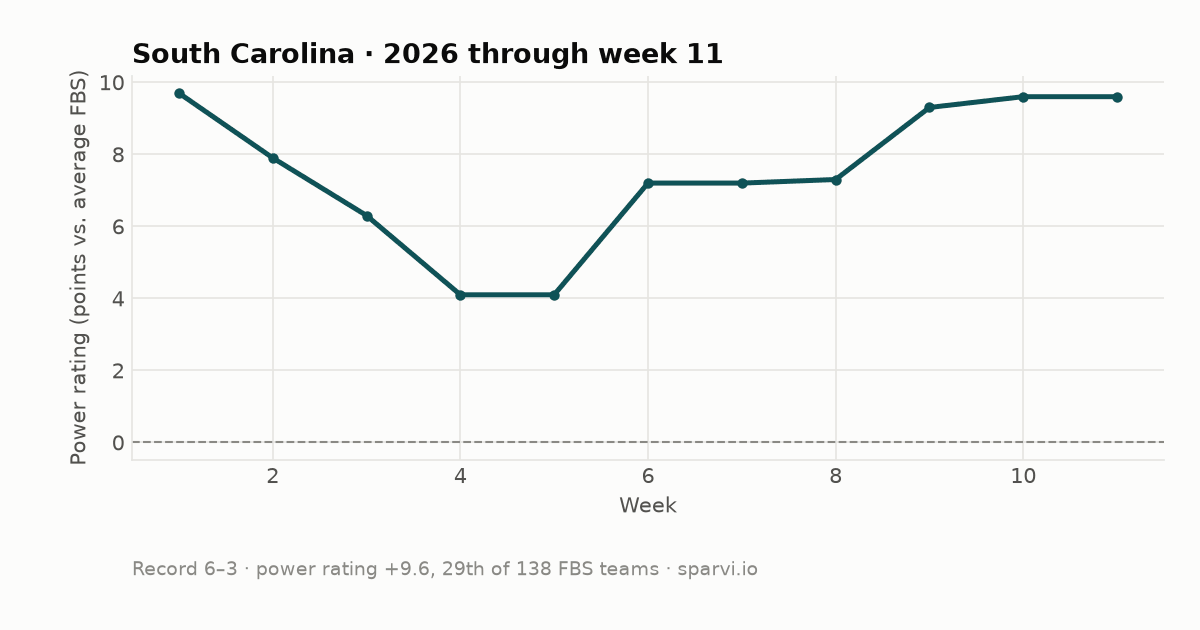 South Carolina · 2026 through week 11
Power rating (points vs. average FBS)
10
8
6
4
2
0
2 4 6 8 10
Week
Record 6–3 · power rating +9.6, 29th of 138 FBS teams · sparvi.io